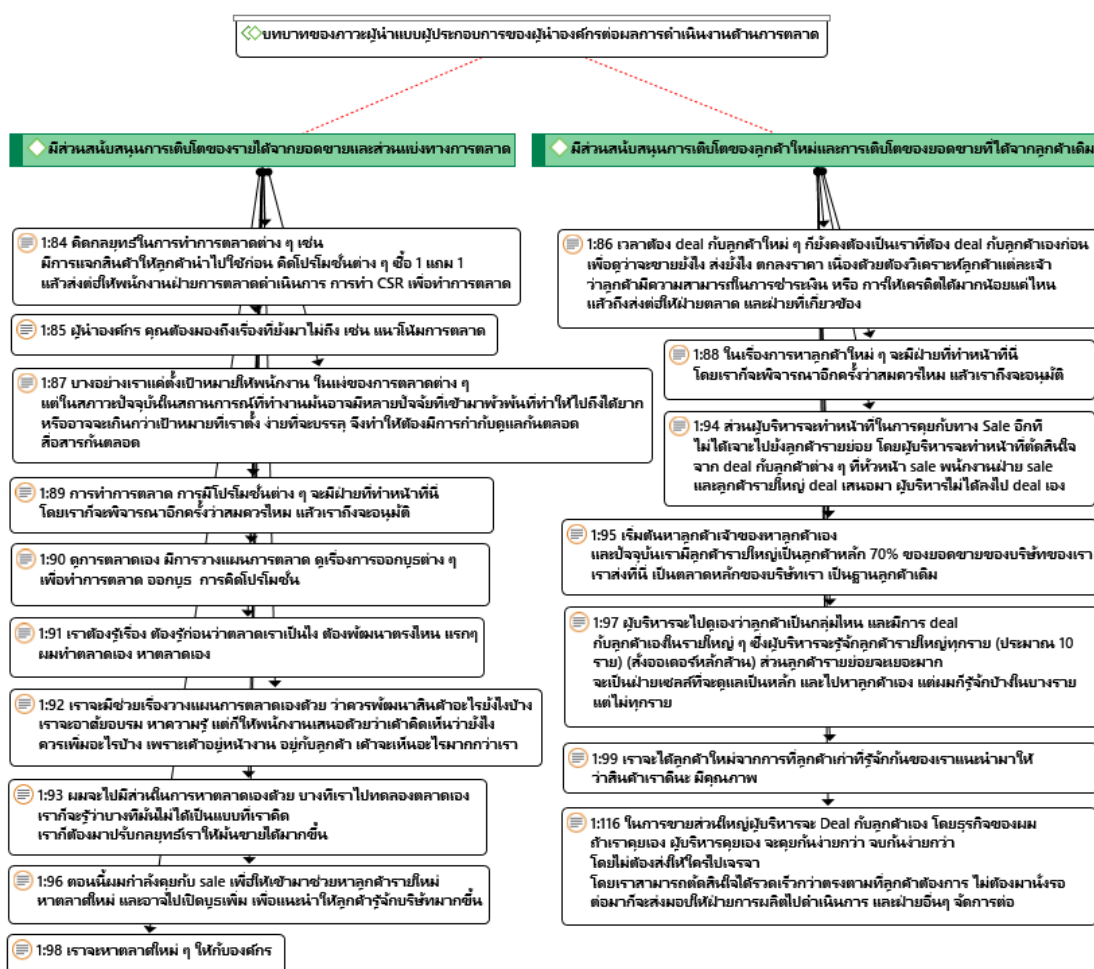 บทบาทของภาวะผู้นำแบบผู้ประกอบการของผู้นำองค์กรต่อผลการดำเนินงานด้านการตลาด
มีส่วนสนับสนุนการเติบโตของรายได้จากยอดขายและส่วนแบ่งทางการตลาด
1:84 คิดกลยุทธ์ในการทำการตลาดต่าง ๆ เช่น
มีการแจกสินค้าให้ลูกค้านำไปใช้ก่อน คิดโปรโมชั่นต่าง ๆ ซื้อ 1 แถม 1
แล้วส่งต่อให้พนักงานฝ่ายการตลาดดำเนินการ การทำ CSR เพื่อทำการตลาด
1:85 ผู้นำองค์กร คุณต้องมองถึงเรื่องที่ยังมาไม่ถึง เช่น แนวโน้มการตลาด
1:87 บางอย่างเราแค่ตั้งเป้าหมายให้พนักงาน ในแง่ของการตลาดต่าง ๆ
แต่ในสภาวะปัจจุบันในสถานการณ์ที่ทำงานมันอาจมีหลายปัจจัยที่เข้ามาพัวพันที่ทำให้ไปถึงได้ยาก
หรืออาจจะเกินกว่าเป้าหมายที่เราตั้ง ง่ายที่จะบรรลุ จึงทำให้ต้องมีการกำกับดูแลกันตลอด
สื่อสารกันตลอด
1:89 การทำการตลาด การมีโปรโมชั่นต่าง ๆ จะมีฝ่ายที่ทำหน้าที่นี่
โดยเราก็จะพิจารณาอีกครั้งว่าสมควรไหม แล้วเราถึงจะอนุมัติ
1:90 ดูการตลาดเอง มีการวางแผนการตลาด ดูเรื่องการออกบูธต่าง ๆ
เพื่อทำการตลาด ออกบูธ การคิดโปรโมชั่น
1:91 เราต้องรู้เรื่อง ต้องรู้ก่อนว่าตลาดเราเป็นไง ต้องพัฒนาตรงไหน แรกๆ
ผมทำตลาดเอง หาตลาดเอง
1:92 เราจะมีช่วยเรื่องวางแผนการตลาดเองด้วย ว่าควรพัฒนาสินค้าอะไรยังไงบ้าง
เราจะอาศัยอบรม หาความรู้ แต่ก็ให้พนักงานเสนอด้วยว่าเค้าคิดเห็นว่ายังไง
ควรเพิ่มอะไรบ้าง เพราะเค้าอยู่หน้างาน อยู่กับลูกค้า เค้าจะเห็นอะไรมากกว่าเรา
1:93 ผมจะไปมีส่วนในการหาตลาดเองด้วย บางทีเราไปทดลองตลาดเอง
เราก็จะรู้ว่าบางทีมันไม่ได้เป็นแบบที่เราคิด
เราก็ต้องมาปรับกลยุทธ์เราให้มันขายได้มากขึ้น
1:96 ตอนนี้ผมกำลังคุยกับ sale เพื่อให้เข้ามาช่วยหาลูกค้ารายใหม่
หาตลาดใหม่ และอาจไปเปิดบูธเพิ่ม เพื่อแนะนำให้ลูกค้ารู้จักบริษัทมากขึ้น
1:98 เราจะหาตลาดใหม่ ๆ ให้กับองค์กร
มีส่วนสนับสนุนการเติบโตของลูกค้าใหม่และการเติบโตของยอดขายที่ได้จากลูกค้าเดิม
1:86 เวลาต้อง deal กับลูกค้าใหม่ ๆ ก็ยังคงต้องเป็นเราที่ต้อง deal กับลูกค้าเองก่อน
เพื่อดูว่าจะขายยังไง ส่งยังไง ตกลงราคา เนื่องด้วยต้องวิเคราะห์ลูกค้าแต่ละเจ้า
ว่าลูกค้ามีความสามารถในการชำระเงิน หรือ การให้เครดิตได้มากน้อยแค่ไหน
แล้วถึงส่งต่อให้ฝ่ายตลาด และฝ่ายที่เกี่ยวข้อง
1:88 ในเรื่องการหาลูกค้าใหม่ ๆ จะมีฝ่ายที่ทำหน้าที่นี่
โดยเราก็จะพิจารณาอีกครั้งว่าสมควรไหม แล้วเราถึงจะอนุมัติ
1:94 ส่วนผู้บริหารจะทำหน้าที่ในการคุยกับทาง Sale อีกที
ไม่ได้เจาะไปยังลูกค้ารายย่อย โดยผู้บริหารจะทำหน้าที่ตัดสินใจ
จาก deal กับลูกค้าต่าง ๆ ที่หัวหน้า sale พนักงานฝ่าย sale
และลูกค้ารายใหญ่ deal เสนอมา ผู้บริหารไม่ได้ลงไป deal เอง
1:95 เริ่มต้นหาลูกค้าเจ้าของหาลูกค้าเอง
และปัจจุบันเรามีลูกค้ารายใหญ่เป็นลูกค้าหลัก 70% ของยอดขายของบริษัทของเรา
เราส่งที่นี่ เป็นตลาดหลักของบริษัทเรา เป็นฐานลูกค้าเดิม
1:97 ผู้บริหารจะไปดูเองว่าลูกค้าเป็นกลุ่มไหน และมีการ deal
กับลูกค้าเองในรายใหญ่ ๆ ซึ่งผู้บริหารจะรู้จักลูกค้ารายใหญ่ทุกราย (ประมาณ 10
ราย) (สั่งออเดอร์หลักล้าน) ส่วนลูกค้ารายย่อยจะเยอะมาก
จะเป็นฝ่ายเซลล์ที่จะดูแลเป็นหลัก และไปหาลูกค้าเอง แต่ผมก็รู้จักบ้างในบางราย
แต่ไม่ทุกราย
1:99 เราจะได้ลูกค้าใหม่จากการที่ลูกค้าเก่าที่รู้จักกันของเราแนะนำมาให้
ว่าสินค้าเราดีนะ มีคุณภาพ
1:116 ในการขายส่วนใหญ่ผู้บริหารจะ Deal กับลูกค้าเอง โดยธุรกิจของผม
ถ้าเราคุยเอง ผู้บริหารคุยเอง จะคุยกันง่ายกว่า จบกันง่ายกว่า
โดยไม่ต้องส่งให้ใครไปเจรจา
โดยเราสามารถตัดสินใจได้รวดเร็วกว่าตรงตามที่ลูกค้าต้องการ ไม่ต้องมานั่งรอ
ต่อมาก็จะส่งมอบให้ฝ่ายการผลิตไปดำเนินการ และฝ่ายอื่นๆ จัดการต่อ